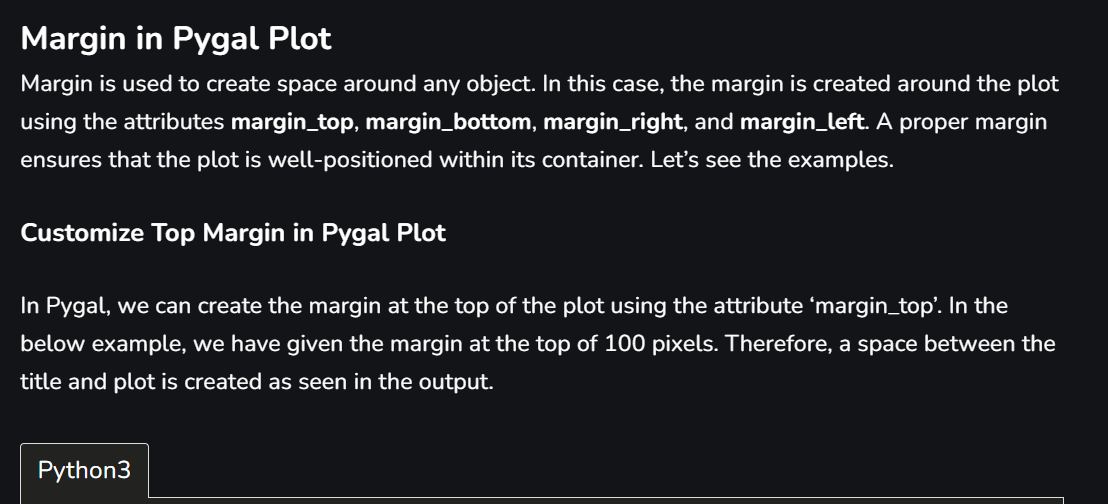 Margin in Pygal Plot
Margin is used to create space around any object. In this case, the margin is created around the plot
using the attributes margin_top, margin_bottom, margin_right, and margin_left. A proper margin
ensures that the plot is well-positioned within its container. Let’s see the examples.
Customize Top Margin in Pygal Plot
In Pygal, we can create the margin at the top of the plot using the attribute ‘margin_top’. In the
below example, we have given the margin at the top of 100 pixels. Therefore, a space between the
title and plot is created as seen in the output.
Python3